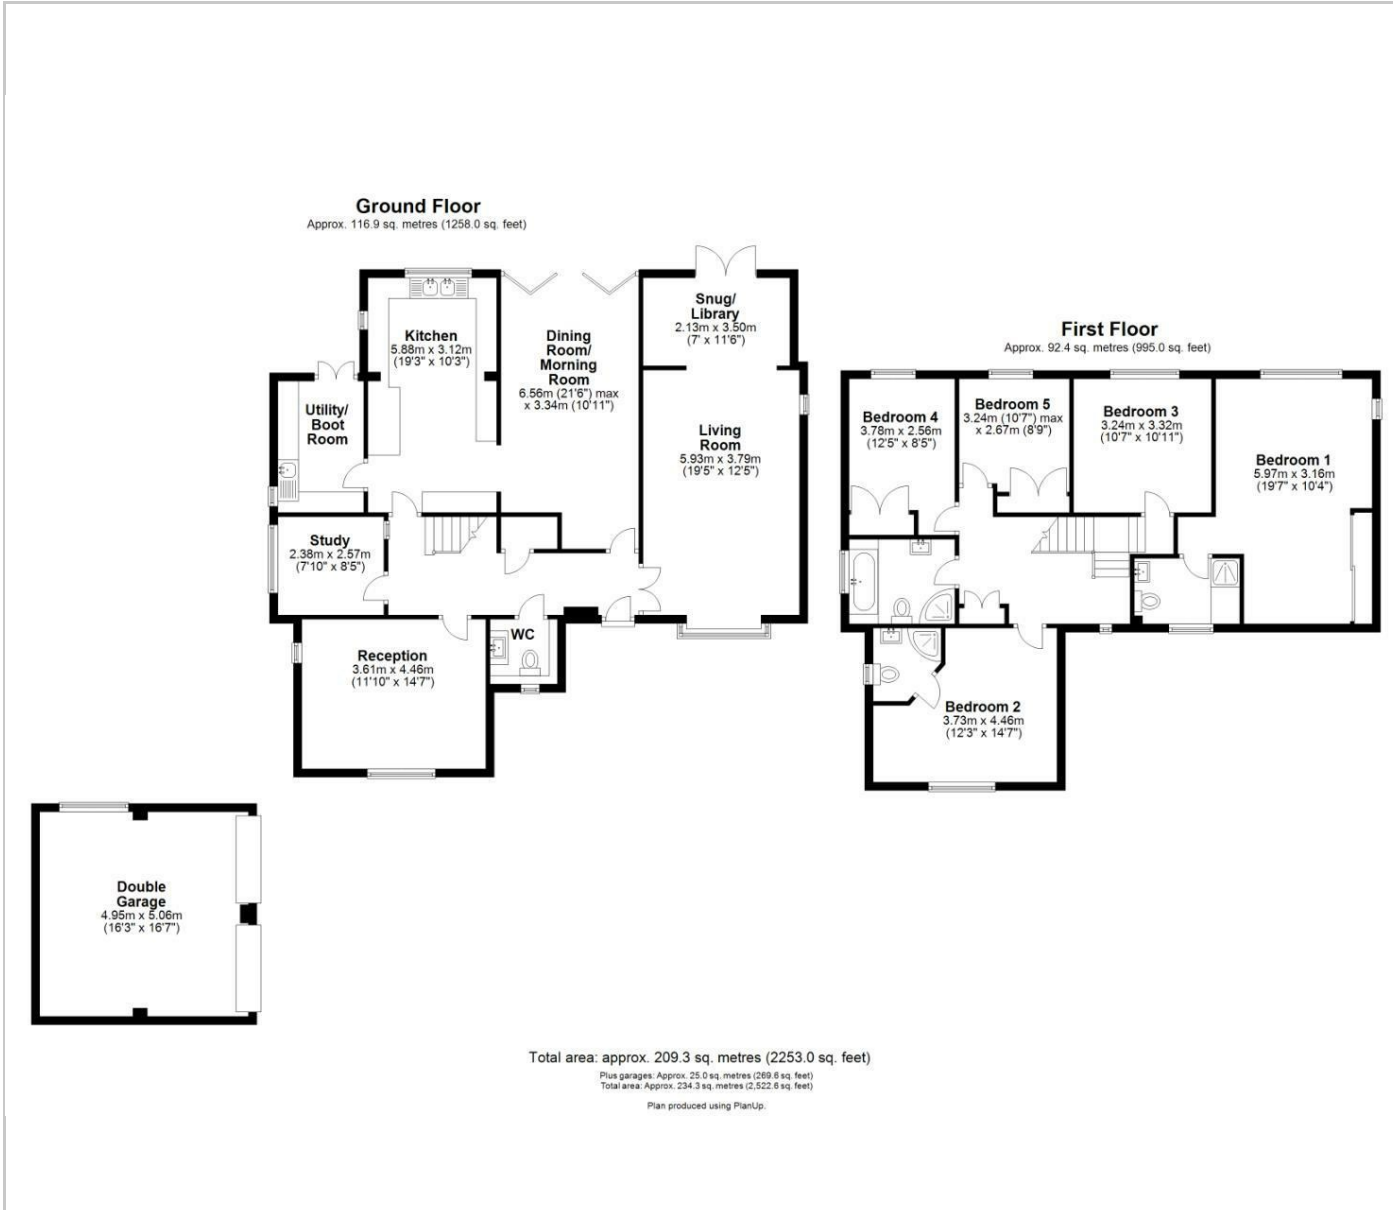 Ground Floor
Approx. 116.9 sq. metres (1258.0 sq. feet)
Kitchen
5.88m x 3.12m
(19'3" x 10'3")
Dining
Room/
Morning
Room
6.56m (21'6") max
x 3.34m (10'11")
Snug/
Library
2.13m x 3.50m
(7' x 11'6")
Utility/
Boot
Room
Living
Room
5.93m x 3.79m
(19'5" x 12'5")
Study
2.38m x 2.57m
(7'10" x 8'5")
Reception
3.61m x 4.46m
(11'10" x 14'7")
WC
First Floor
Approx. 92.4 sq. metres (995.0 sq. feet)
Bedroom 4
3.78m x 2.56m
(12'5" x 8'5")
Bedroom 5
3.24m (10'7") max
x 2.67m (8'9")
Bedroom 3
3.24m x 3.32m
(10'7" x 10'11")
Bedroom 1
5.97m x 3.16m
(19'7" x 10'4")
Bedroom 2
3.73m x 4.46m
(12'3" x 14'7")
Double
Garage
4.95m x 5.06m
(16'3" x 16'7")
Total area: approx. 209.3 sq. metres (2253.0 sq. feet)
Plus garages: Approx. 25.0 sq. metres (269.6 sq. feet)
Total area: Approx. 234.3 sq. metres (2,522.6 sq. feet)
Plan produced using PlanUp.